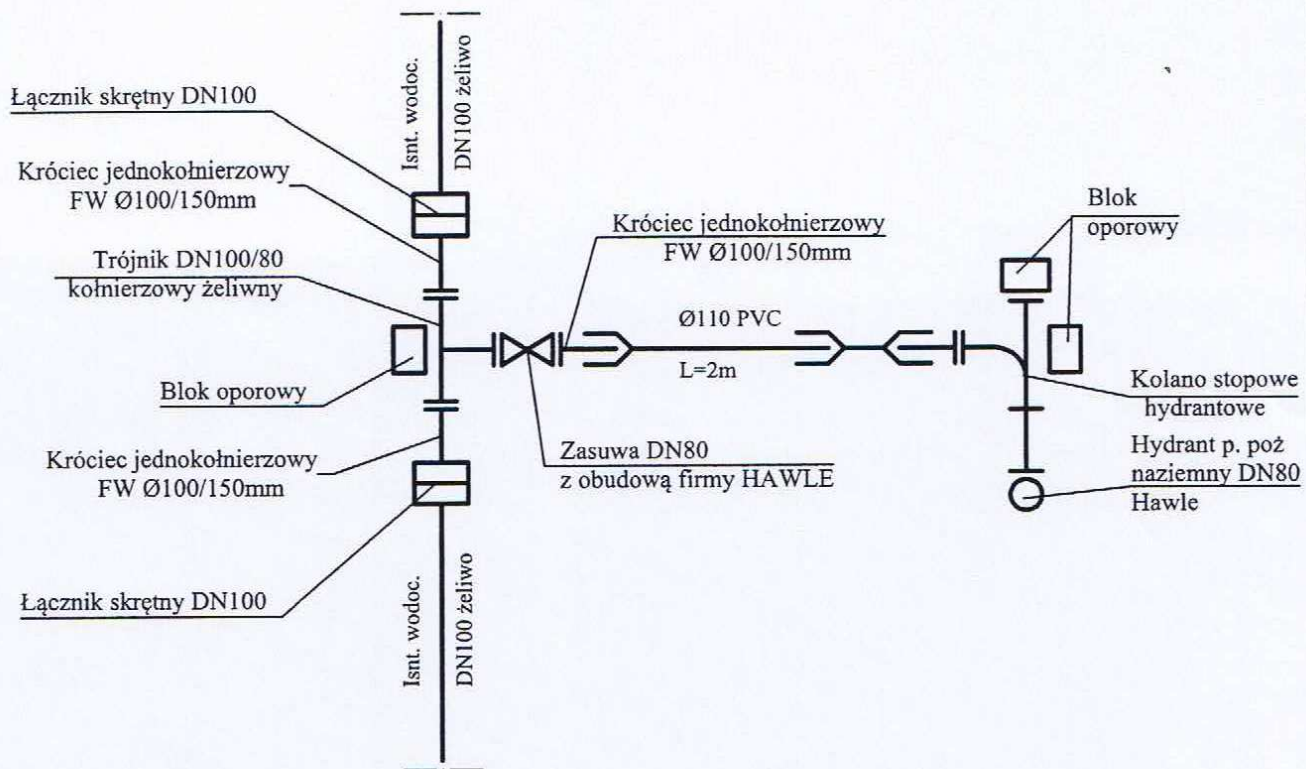 Łącznik skrętny DN100
Króciec jednokołnierzowy
FW Ø100/150mm
Trójnik DN100/80
kołnierzowy żeliwny
Blok oporowy
Króciec jednokołnierzowy
FW Ø100/150mm
Łącznik skrętny DN100
Isnt. wodoc.
DN100 żeliwo
Isnt. wodoc.
DN100 żeliwo
Króciec jednokołnierzowy
FW Ø100/150mm
Ø110 PVC
L=2m
Zasuwa DN80
z obudową firmy HAWLE
Blok
oporowy
Kolano stopowe
hydrantowe
Hydrant p. poż
naziemny DN80
Hawle